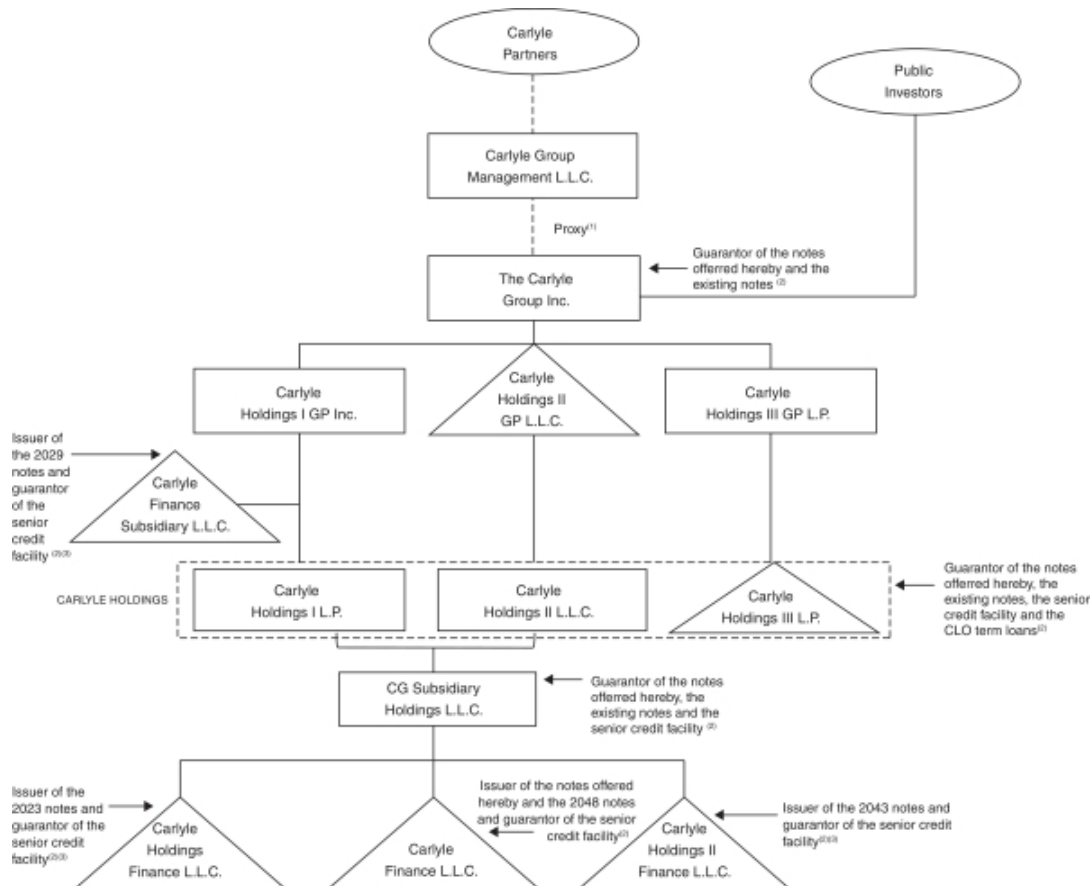 Carlyle
Partners
Public
Investors
Carlyle Group
Management L.L.C.
Proxy(1)
Guarantor of the notes
offerred hereby and the
existing notes (2)
The Carlyle
Group Inc.
Carlyle
Holdings I GP Inc.
Carlyle
Holdings II
GP L.L.C.
Carlyle
Holdings III GP L.P.
Issuer of
the 2029
notes and
guarantor
of the
senior
credit
facility (2)(3)
Carlyle
Finance
Subsidiary L.L.C.
CARLYLE HOLDINGS
Carlyle
Holdings I L.P.
Carlyle
Holdings II L.L.C.
Carlyle
Holdings III L.P.
Guarantor of the notes
offerred hereby, the
existing notes, the senior
credit facility and the
CLO term loans(2)
CG Subsidiary
Holdings L.L.C.
Guarantor of the notes
offerred hereby, the
existing notes and the
senior credit facility (2)
Issuer of the
2023 notes and
guarantor of the
senior credit
facility(2)(3)
Carlyle
Holdings
Finance L.L.C.
Issuer of the notes offerred
hereby and the 2048 notes
and guarantor of the senior
credit facility(2)
Carlyle
Finance L.L.C.
Carlyle
Holdings II
Finance L.L.C.
Issuer of the 2043 notes and
guarantor of the senior credit
facility(2)(3)